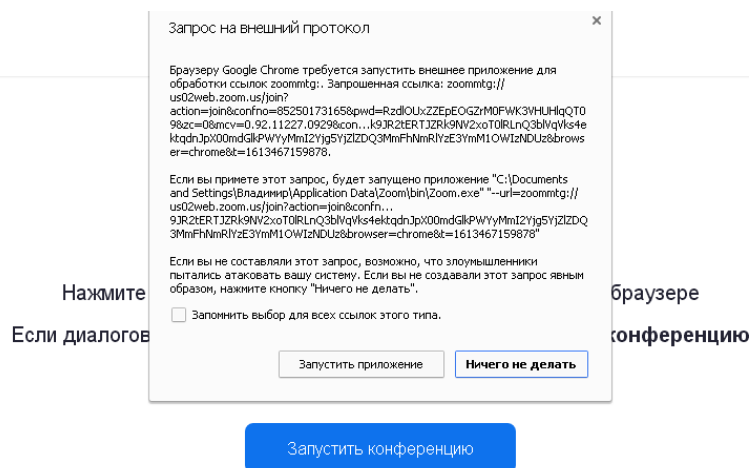 Запрос на внешний протокол
×
Браузеру Google Chrome требуется запустить внешнее приложение для
обработки ссылок zoommtg:. Запрошенная ссылка: zoommtg://
us02web.zoom.us/join?
action=join&confno=85250173165&pwd=RzdlOUxZZEpEOGZrM0FWK3VHUHlqQT0
9&zc=0&mcv=0.92.11227.0929&con...k9JR2tERTJZRk9NV2xoT0lRLnQ3blVqVks4e
ktqdnJpX00mdGlkPWYyMmI2Yjg5YjZlZDQ3MmFhNmRlYzE3YmM1OWIzNDUz&brows
er=chrome&t=1613467159878.
Если вы примете этот запрос, будет запущено приложение "C:\Documents
and Settings\Владимир\Application Data\Zoom\bin\Zoom.exe" "--url=zoommtg://
us02web.zoom.us/join?action=join&confn...
9JR2tERTJZRk9NV2xoT0lRLnQ3blVqVks4ektqdnJpX00mdGlkPWYyMmI2Yjg5YjZlZDQ
3MmFhNmRlYzE3YmM1OWIzNDUz&browser=chrome&t=1613467159878"
Если вы не составляли этот запрос, возможно, что злоумышленники
пытались атаковать вашу систему. Если вы не создавали этот запрос явным
образом, нажмите кнопку "Ничего не делать".
Нажмите браузере
Запомнить выбор для всех ссылок этого типа.
Если диалогов конференцию
Запустить приложение Ничего не делать
Запустить конференцию